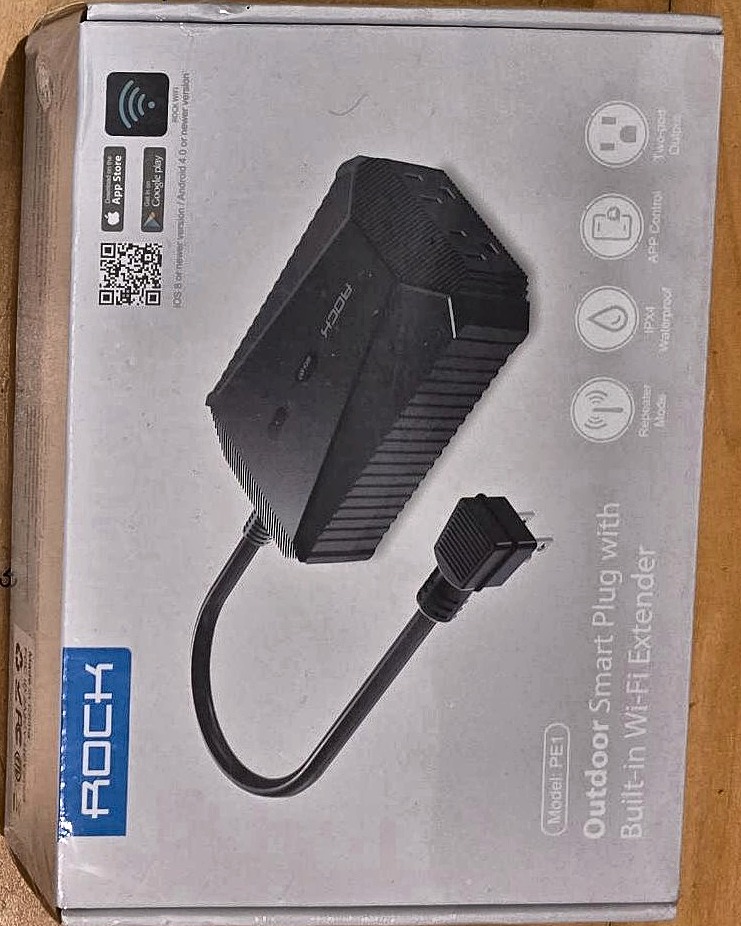 ROCK
Download on the
App Store
Get it on
Google play
ROCK WiFi
iOS 8 or newer version / Android 4.0 or newer version
ROCK
Model: PE1
Outdoor Smart Plug with
Built-in Wi-Fi Extender
Repeater
Mode
IPX4
Waterproof
APP Control
Two-port
Output